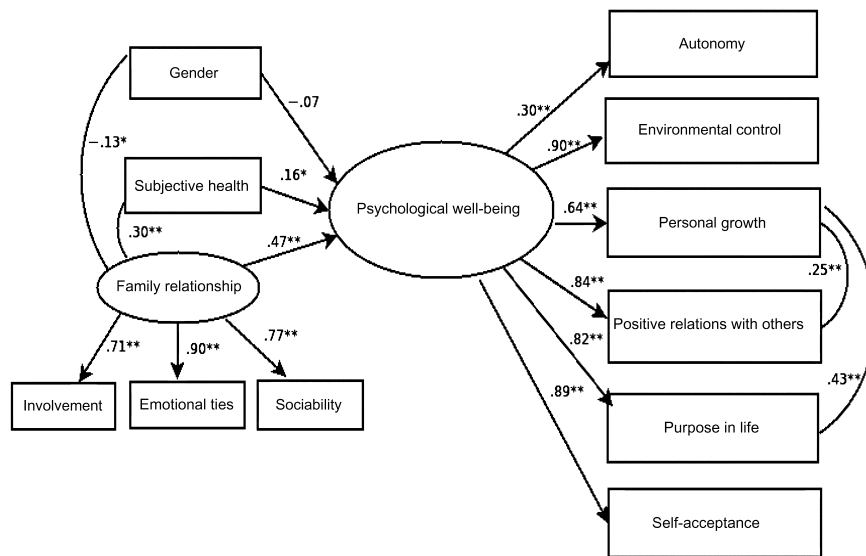 Autonomy
Gender
−.07
.30**
Environmental control
−.13*
.90**
Subjective health
.16*
Psychological well-being
.64**
Personal growth
.30**
.47**
.25**
Family relationship
.84**
Positive relations with others
.71**
.90**
.77**
.82**
.43**
.89**
Involvement
Emotional ties
Sociability
Purpose in life
Self-acceptance